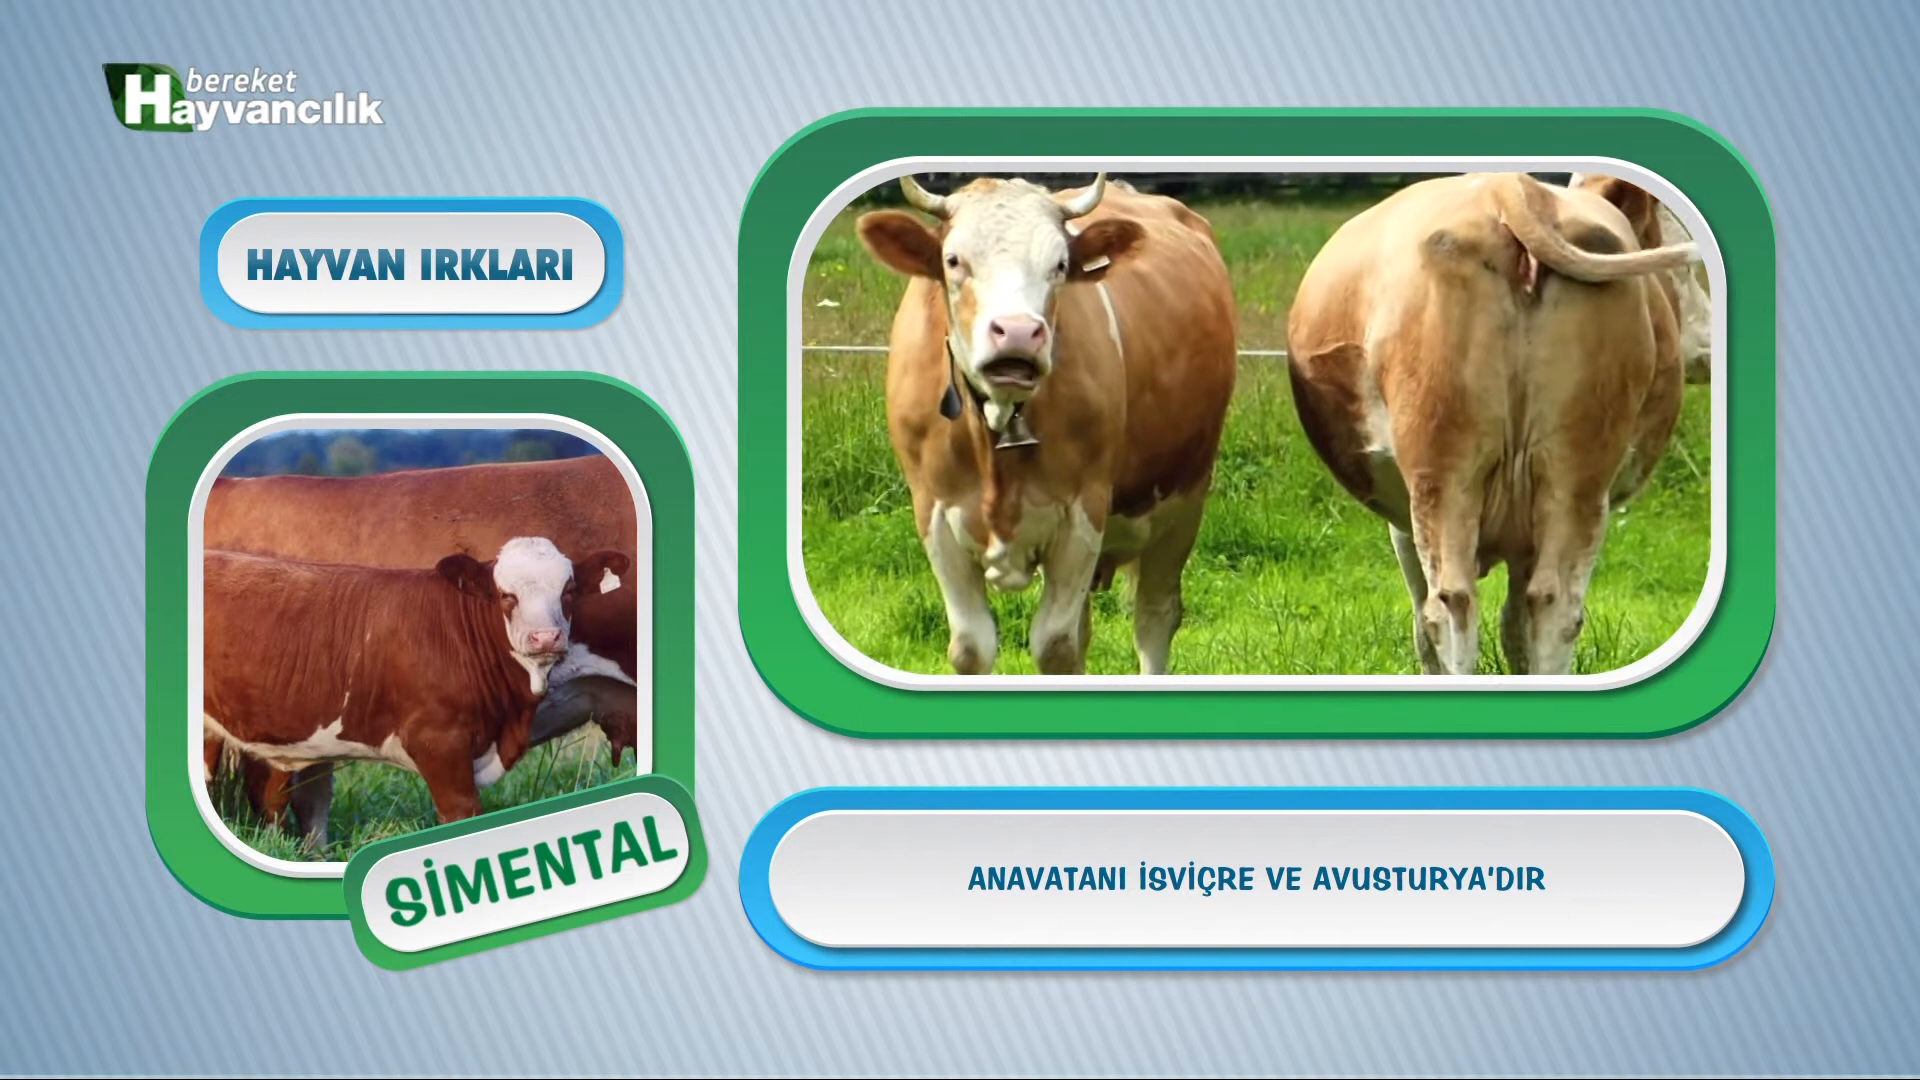 bereket
Hayvancılık
HAYVAN IRKLARI
SİMENTAL
ANAVATANI İSVİÇRE VE AVUSTURYA'DIR